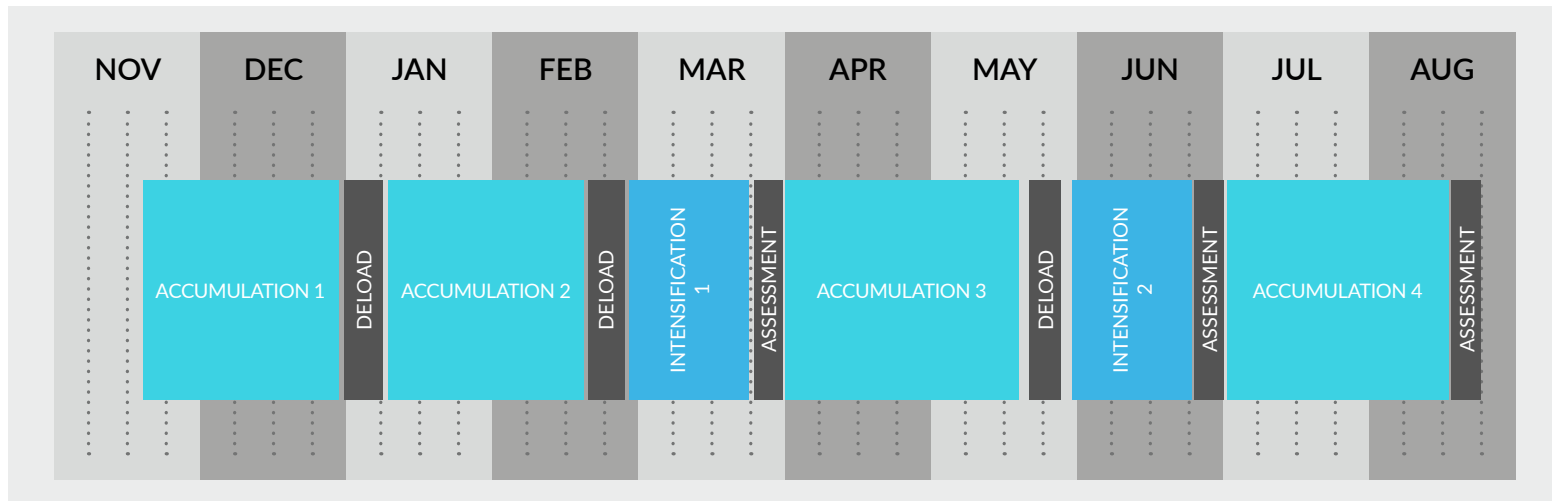 NOV DEC JAN FEB MAR APR MAY JUN JUL AUG
ACCUMULATION 1
DELOAD
ACCUMULATION 2
DELOAD
INTENSIFICATION
1
ASSESSMENT
ACCUMULATION 3
DELOAD
INTENSIFICATION
2
ASSESSMENT
ACCUMULATION 4
ASSESSMENT